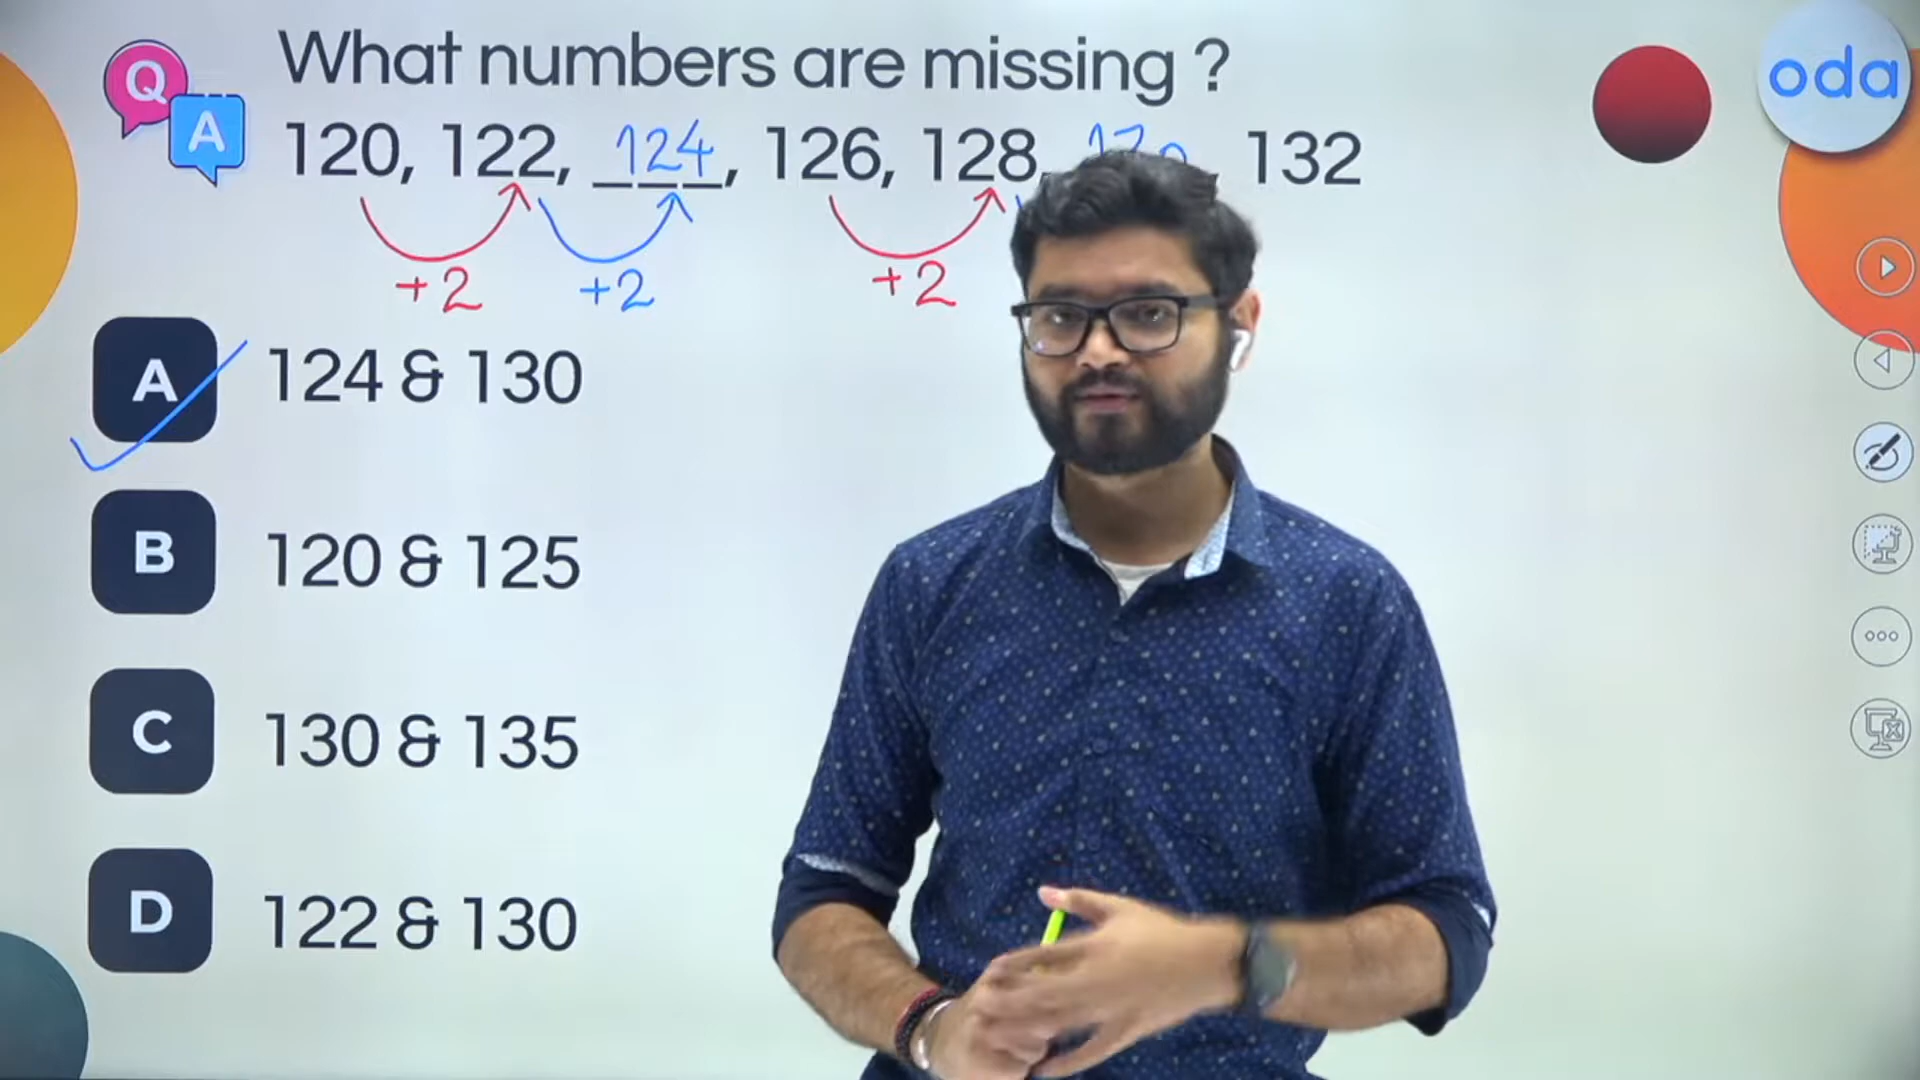 Q
A
What numbers are missing ?
oda
120, 122, 124, 126, 128, 132
+2 +2 +2
A 124 & 130
B 120 & 125
C 130 & 135
D 122 & 130